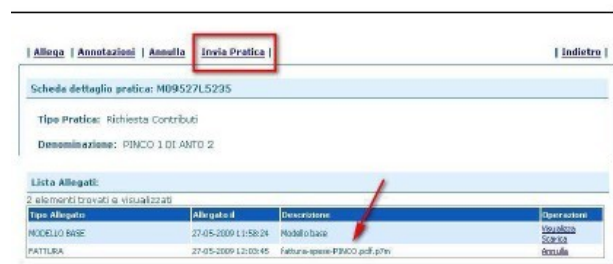 | Allega | Annotazioni | Annulla | Invia Pratica | | Indietro |
Scheda dettaglio pratica: M09527L5235
Tipo Pratica: Richiesta Contributi
Denominazione: PINCO 1 DI ANTO 2
Lista Allegati:
2 elementi trovati e visualizzati
Tipo Allegato Allegato il Descrizione Operazioni
MODELLO BASE 27-05-2009 11:58:24 Modello base Visualizza
Scarica
FATTURA 27-05-2009 12:03:45 fattura-spese-PINCO.pdf.p7m Annulla